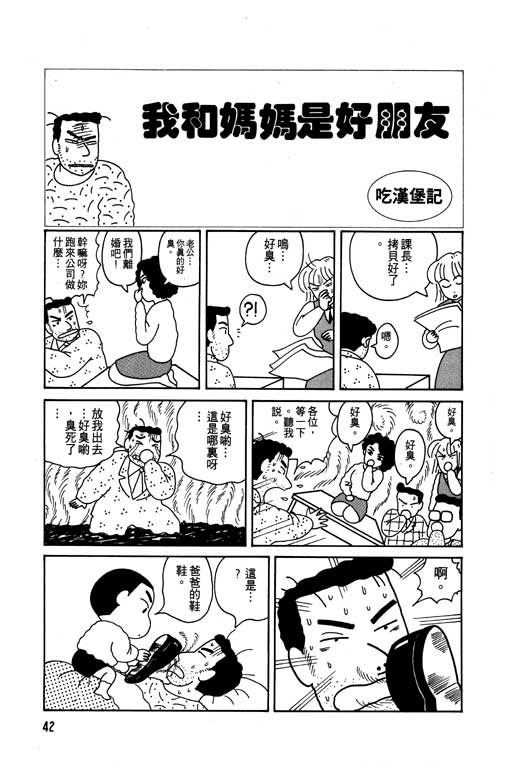 我和媽媽是好朋友
吃漢堡記
課長…
拷貝好了
。
嗯。
嗚…
好臭…
?!
老公…
你真的好
臭。
我們離
婚吧!
幹嘛呀?妳
跑來公司做
什麼…
好臭。
好臭。
好臭。
各位,
等一下
。聽我
說。
好臭喲…
這是哪裏呀
放我出去
…好臭喲
,臭死了
啊。
這是…
?
爸爸的鞋
鞋。
42